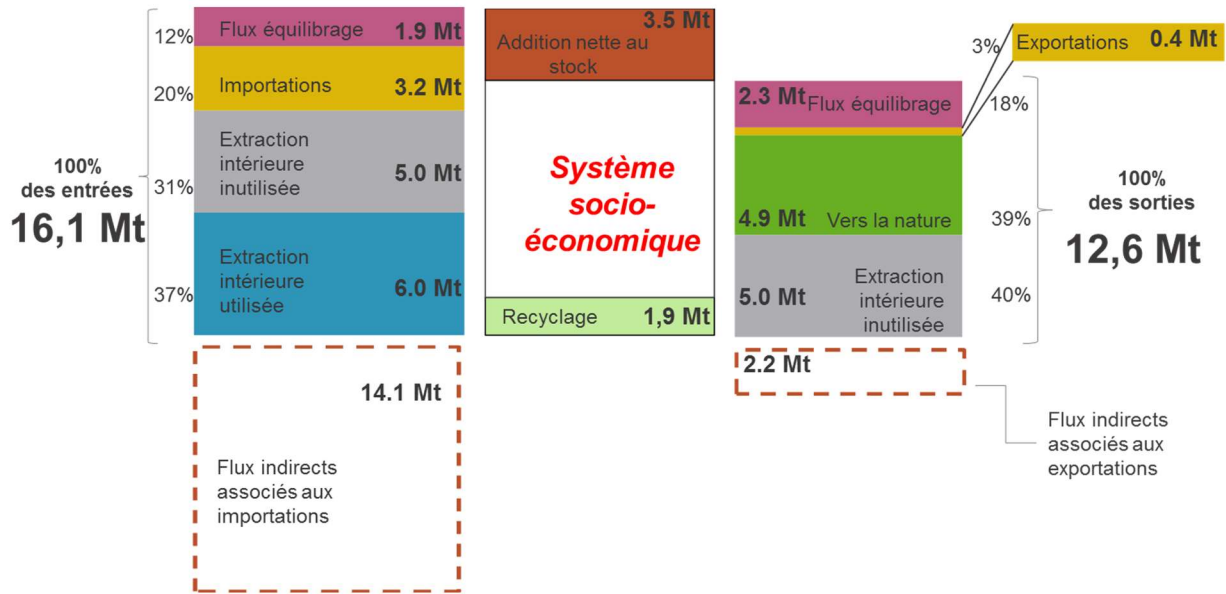 12%
Flux équilibrage 1.9 Mt
20%
Importations 3.2 Mt
31%
Extraction
intérieure
inutilisée
5.0 Mt
37%
Extraction
intérieure
utilisée
6.0 Mt
100%
des entrées
16,1 Mt
14.1 Mt
Flux indirects
associés aux
importations
3.5 Mt
Addition nette au
stock
Système
socio-
économique
Recyclage 1,9 Mt
2.3 Mt Flux équilibrage
18%
3%
Exportations 0.4 Mt
4.9 Mt Vers la nature
39%
5.0 Mt
Extraction
intérieure
inutilisée
40%
100%
des sorties
12,6 Mt
2.2 Mt
Flux indirects
associés aux
exportations